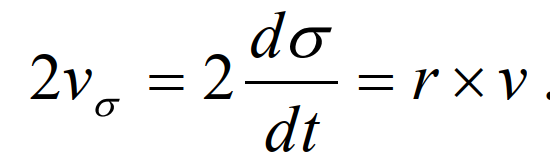 2v_σ = 2 dσ/dt = r × v .